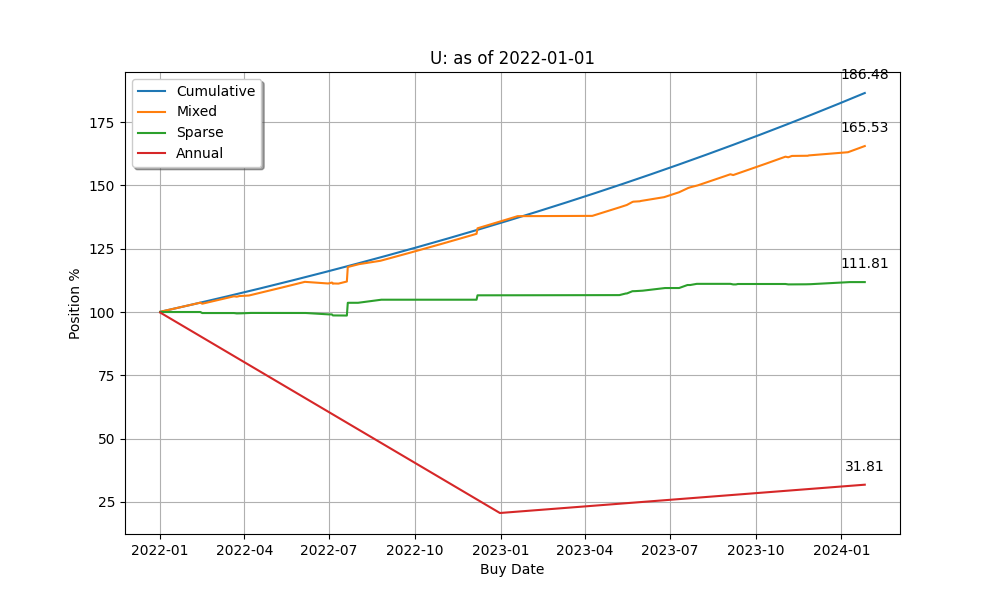 U: as of 2022-01-01
Cumulative
Mixed
Sparse
Annual
186.48
165.53
111.81
31.81
Position %
175
150
125
100
75
50
25
2022-01 2022-04 2022-07 2022-10 2023-01 2023-04 2023-07 2023-10 2024-01
Buy Date